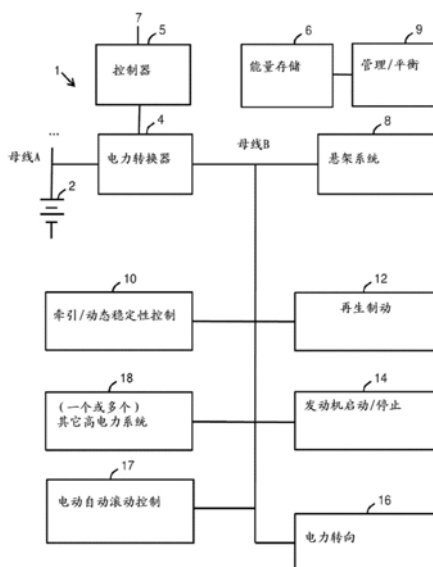 7
5
6
9
控制器
能量存储
管理/平衡
1
...
4
8
母线A
电力转换器
母线B
悬架系统
2
10
12
牵引/动态稳定性控制
再生制动
18
14
(一个或多个)
其它高电力系统
发动机启动/停止
17
16
电动自动滚动控制
电力转向